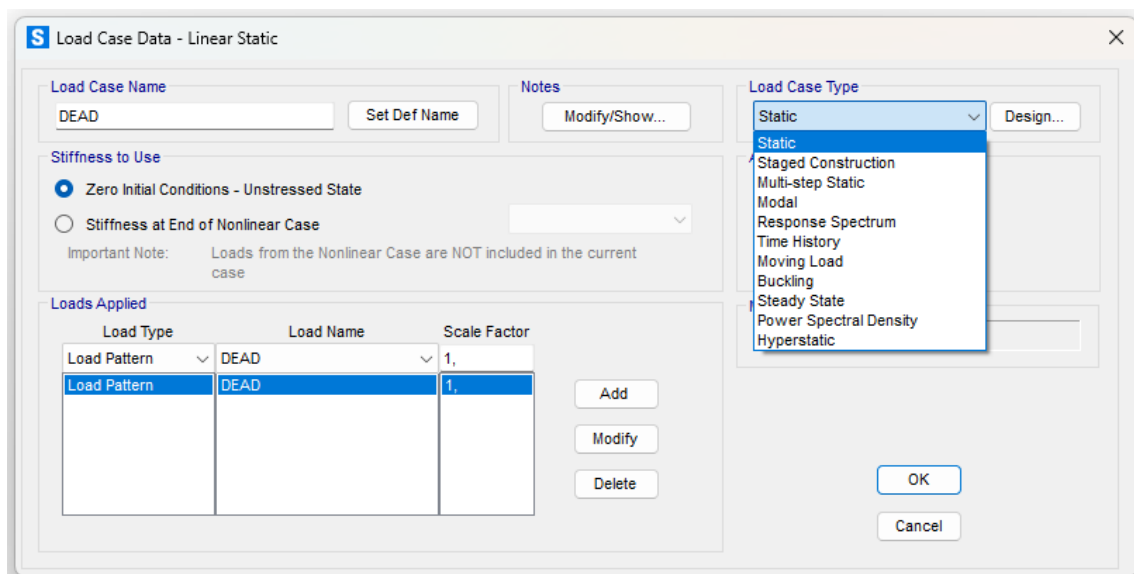 S Load Case Data - Linear Static
Load Case Name
DEAD
Set Def Name
Notes
Modify/Show...
Load Case Type
Static
Design...
Static
Staged Construction
Multi-step Static
Modal
Response Spectrum
Time History
Moving Load
Buckling
Steady State
Power Spectral Density
Hyperstatic
Stiffness to Use
Zero Initial Conditions - Unstressed State
Stiffness at End of Nonlinear Case
Important Note: Loads from the Nonlinear Case are NOT included in the current
case
Loads Applied
Load Type Load Name Scale Factor
Load Pattern DEAD 1,
Load Pattern DEAD 1,
Add
Modify
Delete
OK
Cancel